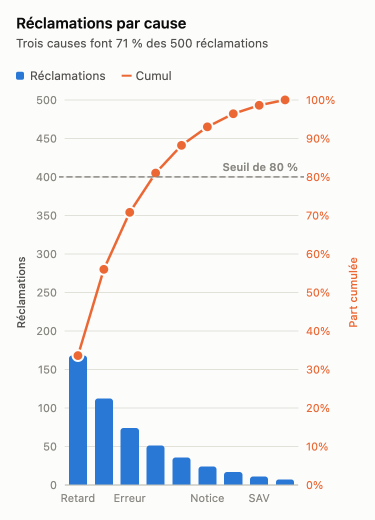 Réclamations par cause
Trois causes font 71 % des 500 réclamations
Réclamations
Cumul
500
100%
450
90%
Seuil de 80 %
400
80%
350
70%
300
60%
250
50%
200
40%
150
30%
100
20%
50
10%
0
0%
Réclamations
Part cumulée
Retard
Erreur
Notice
SAV